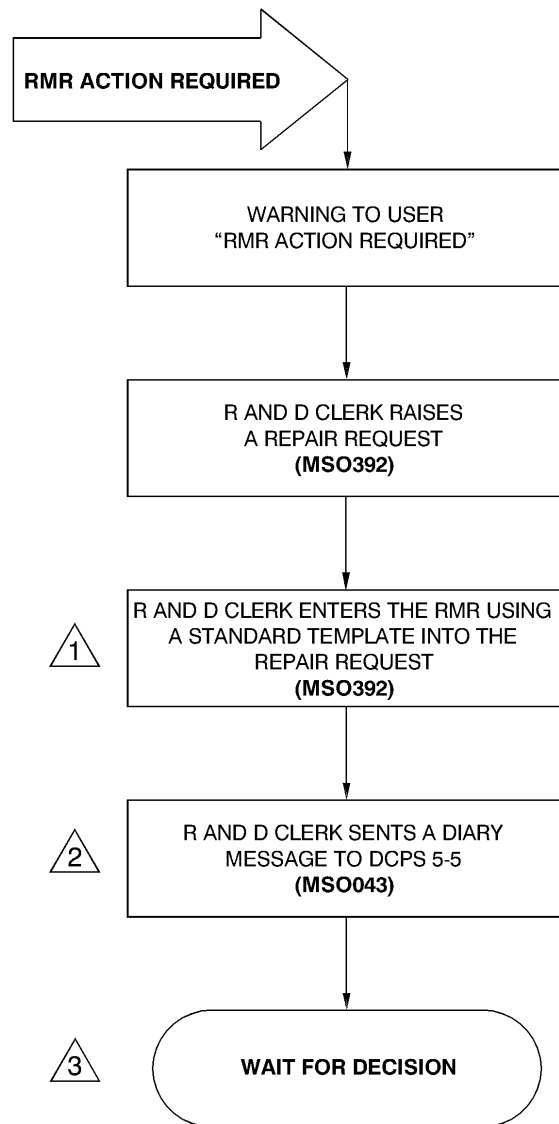 RMR ACTION REQUIRED
WARNING TO USER
“RMR ACTION REQUIRED”
R AND D CLERK RAISES
A REPAIR REQUEST
(MSO392)
1
R AND D CLERK ENTERS THE RMR USING
A STANDARD TEMPLATE INTO THE
REPAIR REQUEST
(MSO392)
2
R AND D CLERK SENTS A DIARY
MESSAGE TO DCPS 5-5
(MSO043)
3
WAIT FOR DECISION